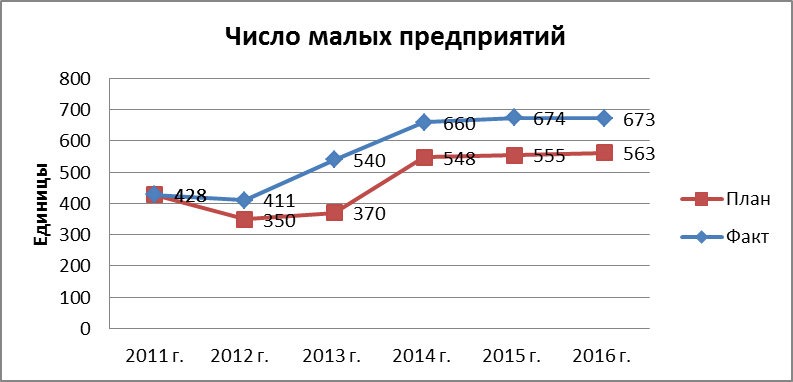 Число малых предприятий
Единицы
800
700
600
500
400
300
200
100
0
428
411
350
540
370
660
548
674
555
673
563
2011 г.
2012 г.
2013 г.
2014 г.
2015 г.
2016 г.
План
Факт